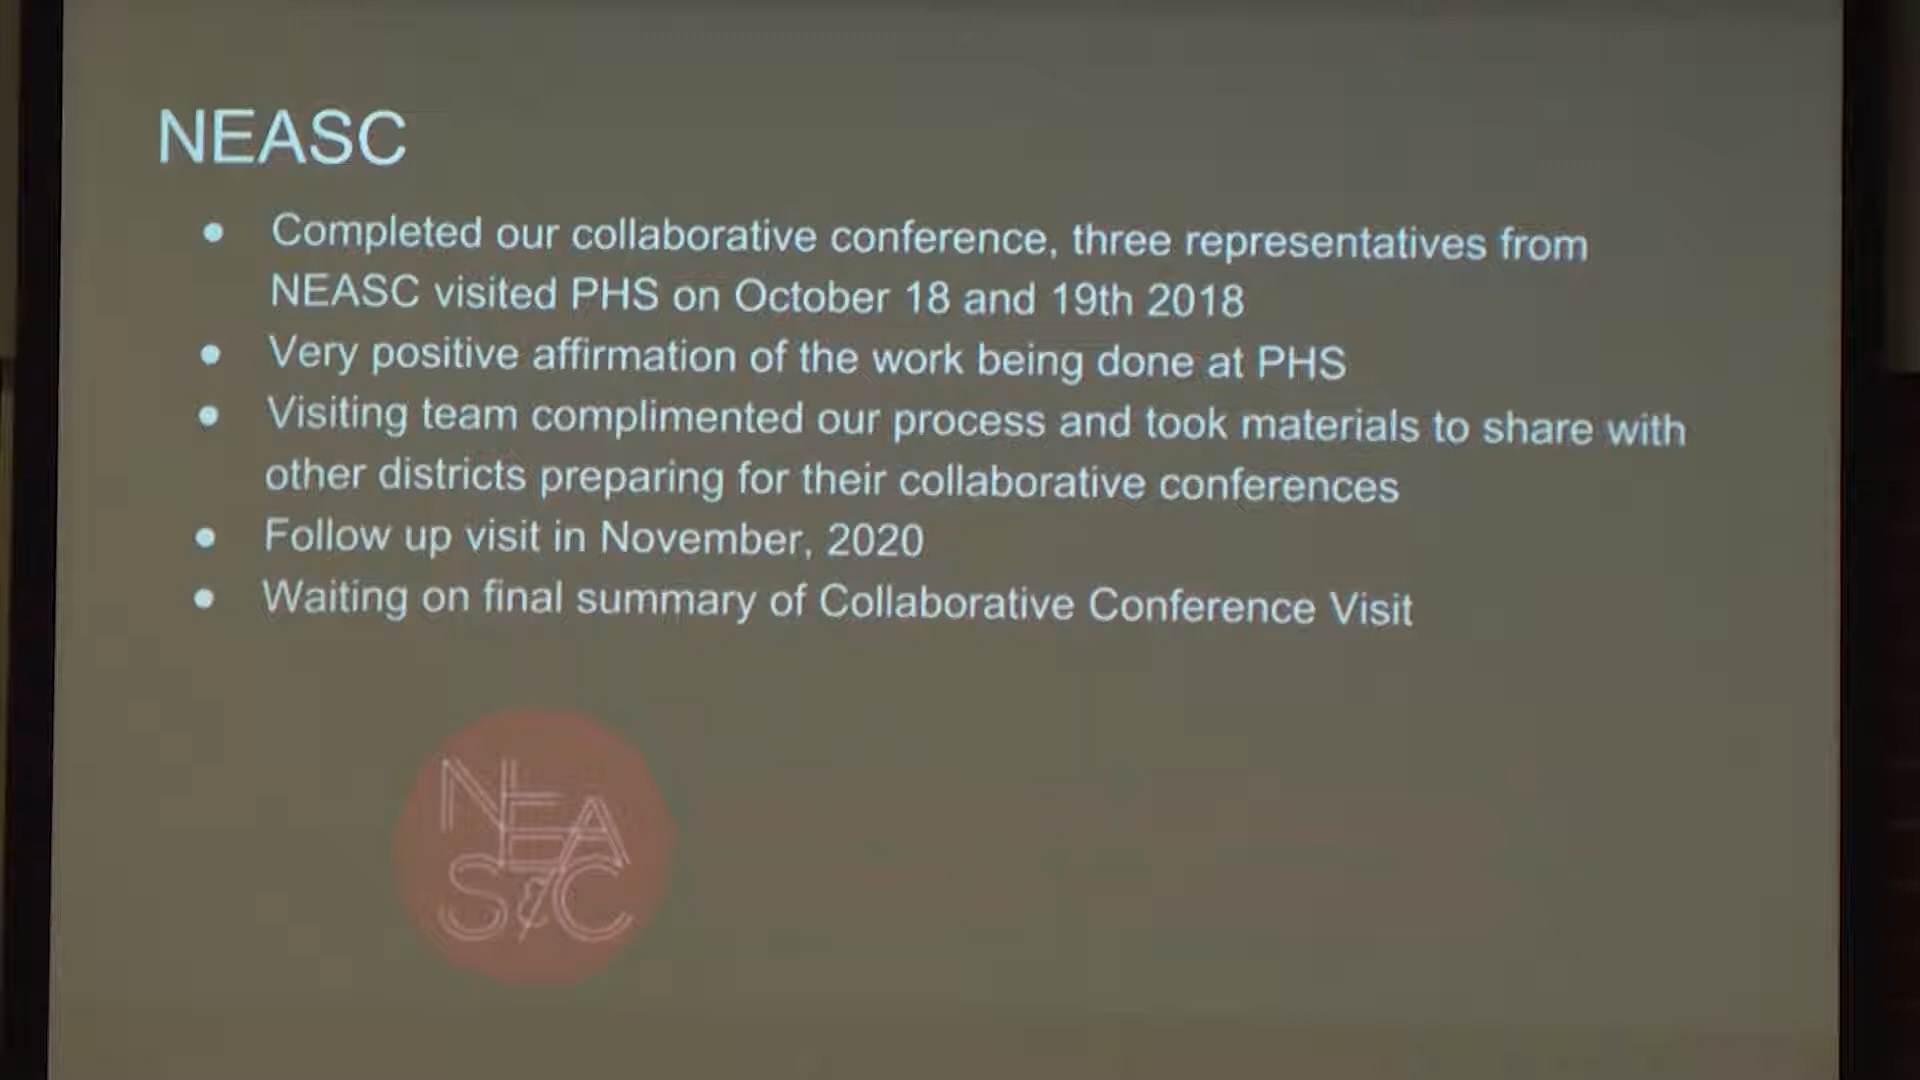 NEASC
● Completed our collaborative conference, three representatives from
NEASC visited PHS on October 18 and 19th 2018
● Very positive affirmation of the work being done at PHS
● Visiting team complimented our process and took materials to share with
other districts preparing for their collaborative conferences
● Follow up visit in November, 2020
● Waiting on final summary of Collaborative Conference Visit
NEA
S&C